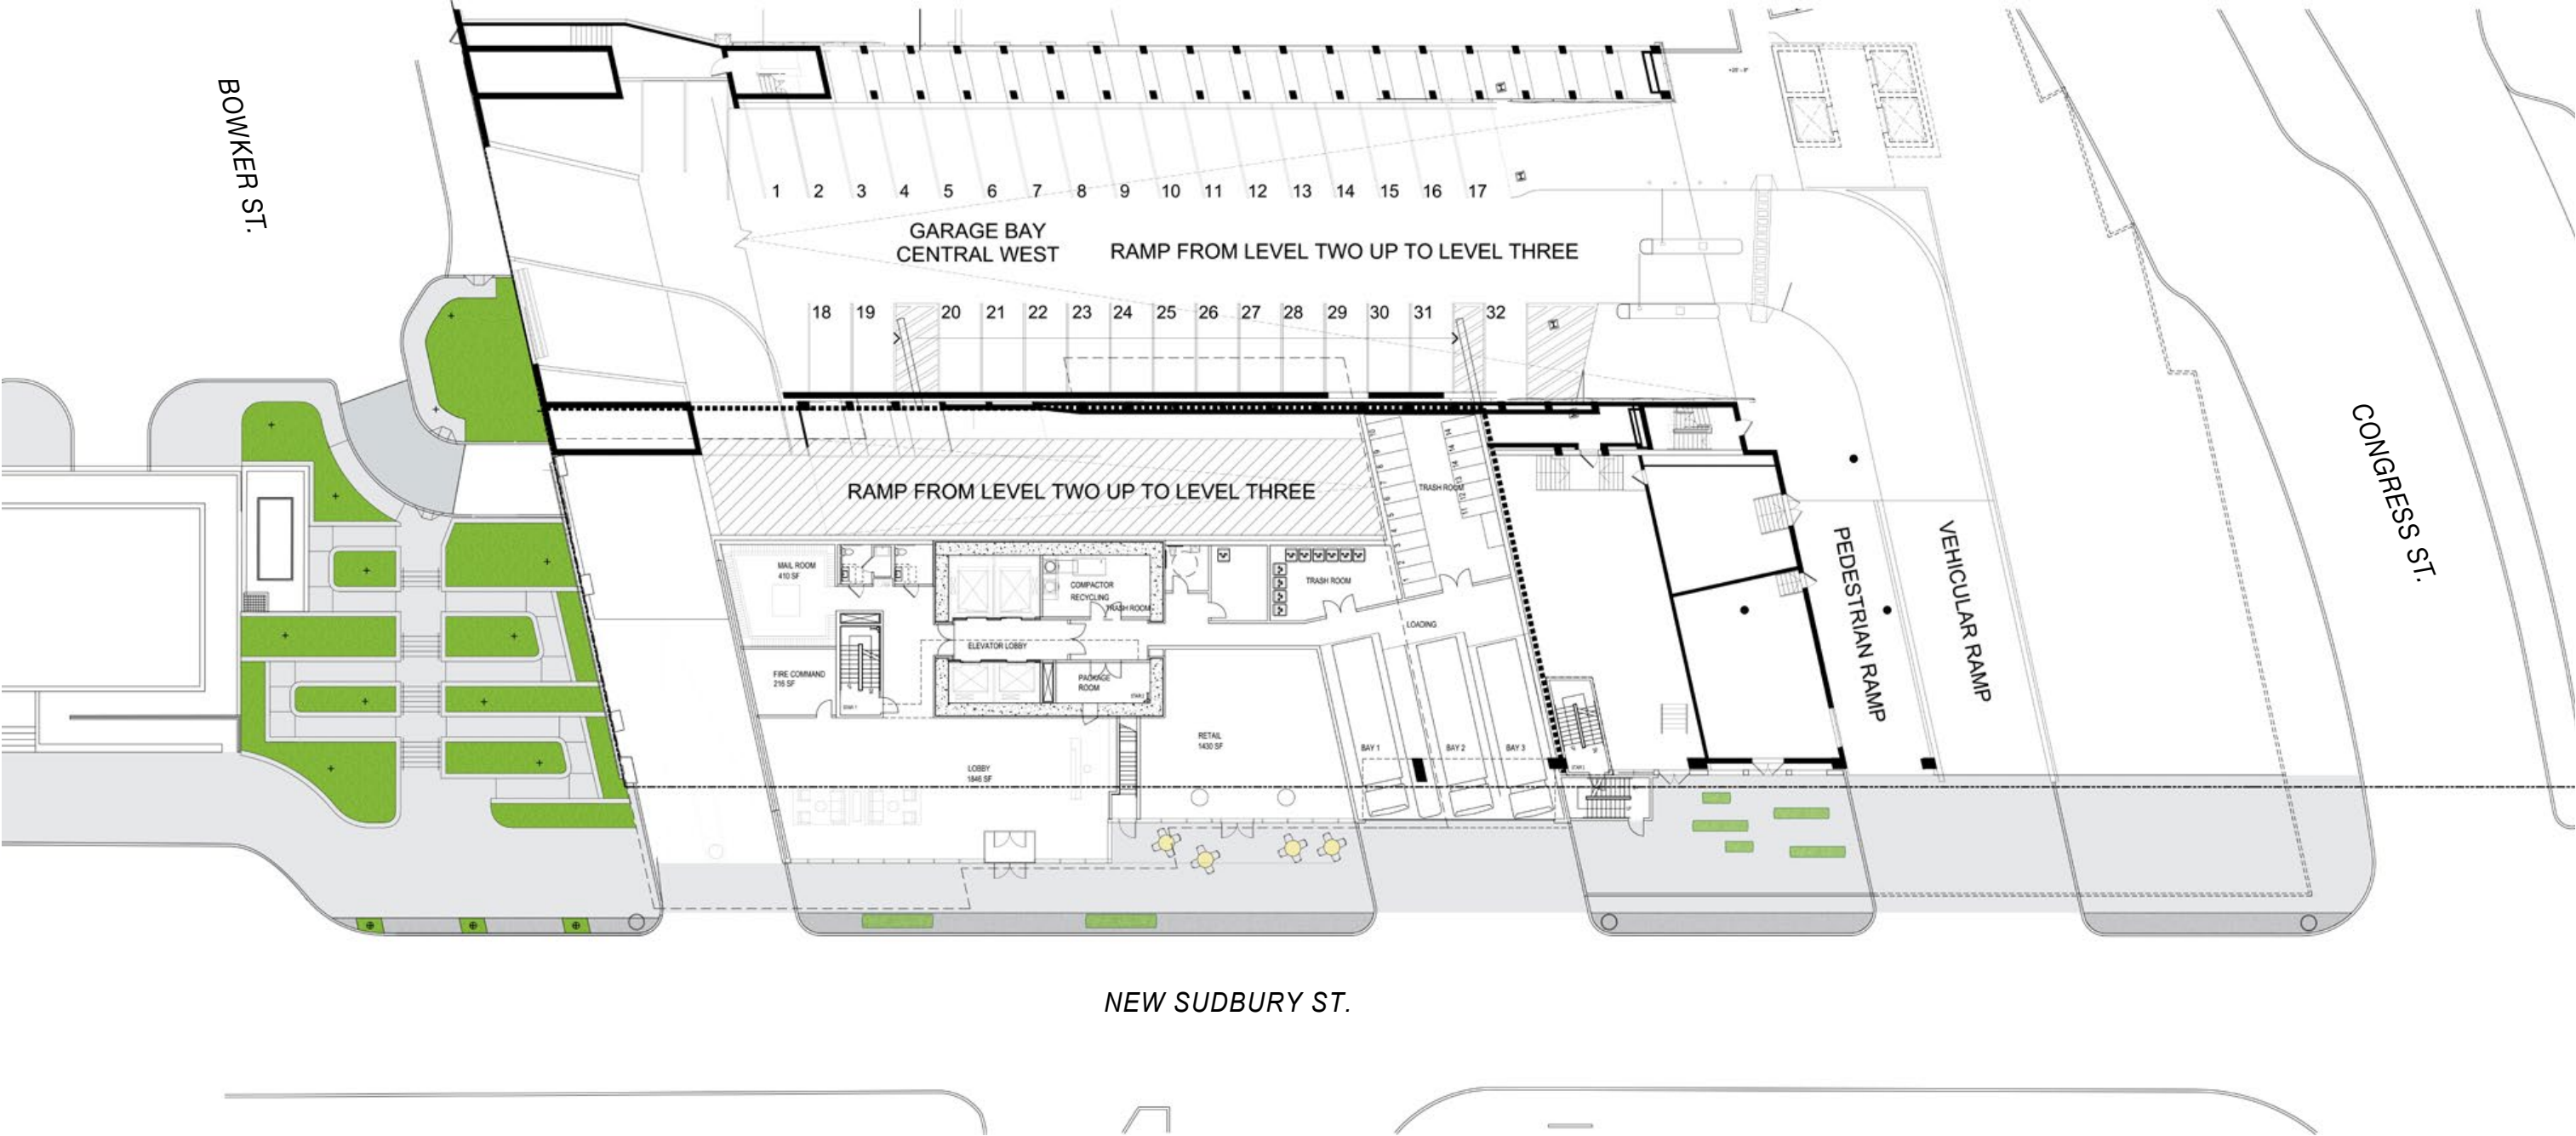 BOWKER ST.
1 2 3 4 5 6 7 8 9 10 11 12 13 14 15 16 17
GARAGE BAY
CENTRAL WEST
RAMP FROM LEVEL TWO UP TO LEVEL THREE
18 19 20 21 22 23 24 25 26 27 28 29 30 31 32
CONGRESS ST.
RAMP FROM LEVEL TWO UP TO LEVEL THREE
TRASH ROOM
MAIL ROOM
410 SF
COMPACTOR
RECYCLING
TRASH ROOM
TRASH ROOM
LOADING
ELEVATOR LOBBY
FIRE COMMAND
216 SF
PACKAGE
ROOM
PEDESTRIAN RAMP
VEHICULAR RAMP
RETAIL
1430 SF
BAY 1
BAY 2
BAY 3
LOBBY
1846 SF
NEW SUDBURY ST.